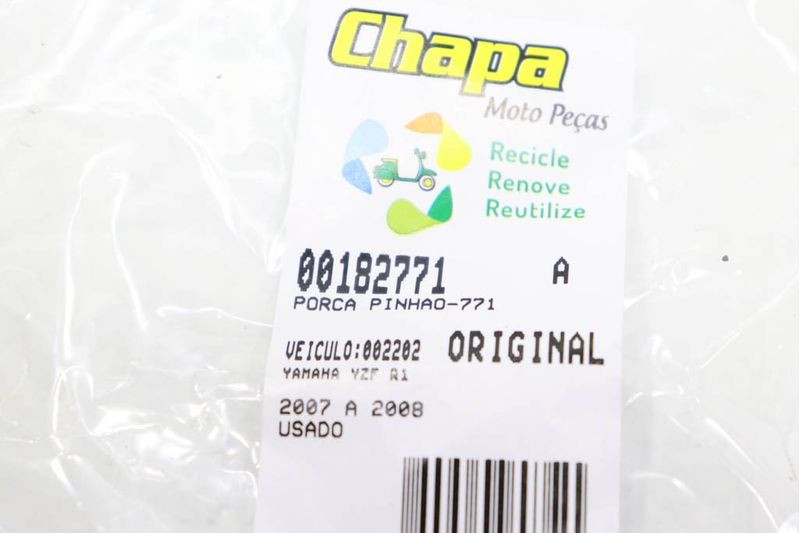 Chapa
Moto Peças
Recicle
Renove
Reutilize
00182771 A
PORCA PINHAO-771
VEICULO:002202 ORIGINAL
YAMAHA YZF R1
2007 A 2008
USADO